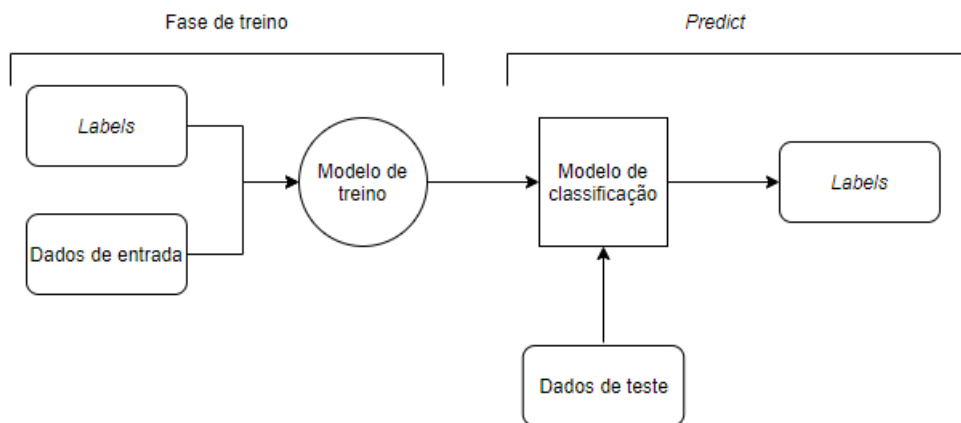 Fase de treino
Predict
Labels
Dados de entrada
Modelo de
treino
Modelo de
classificação
Labels
Dados de teste